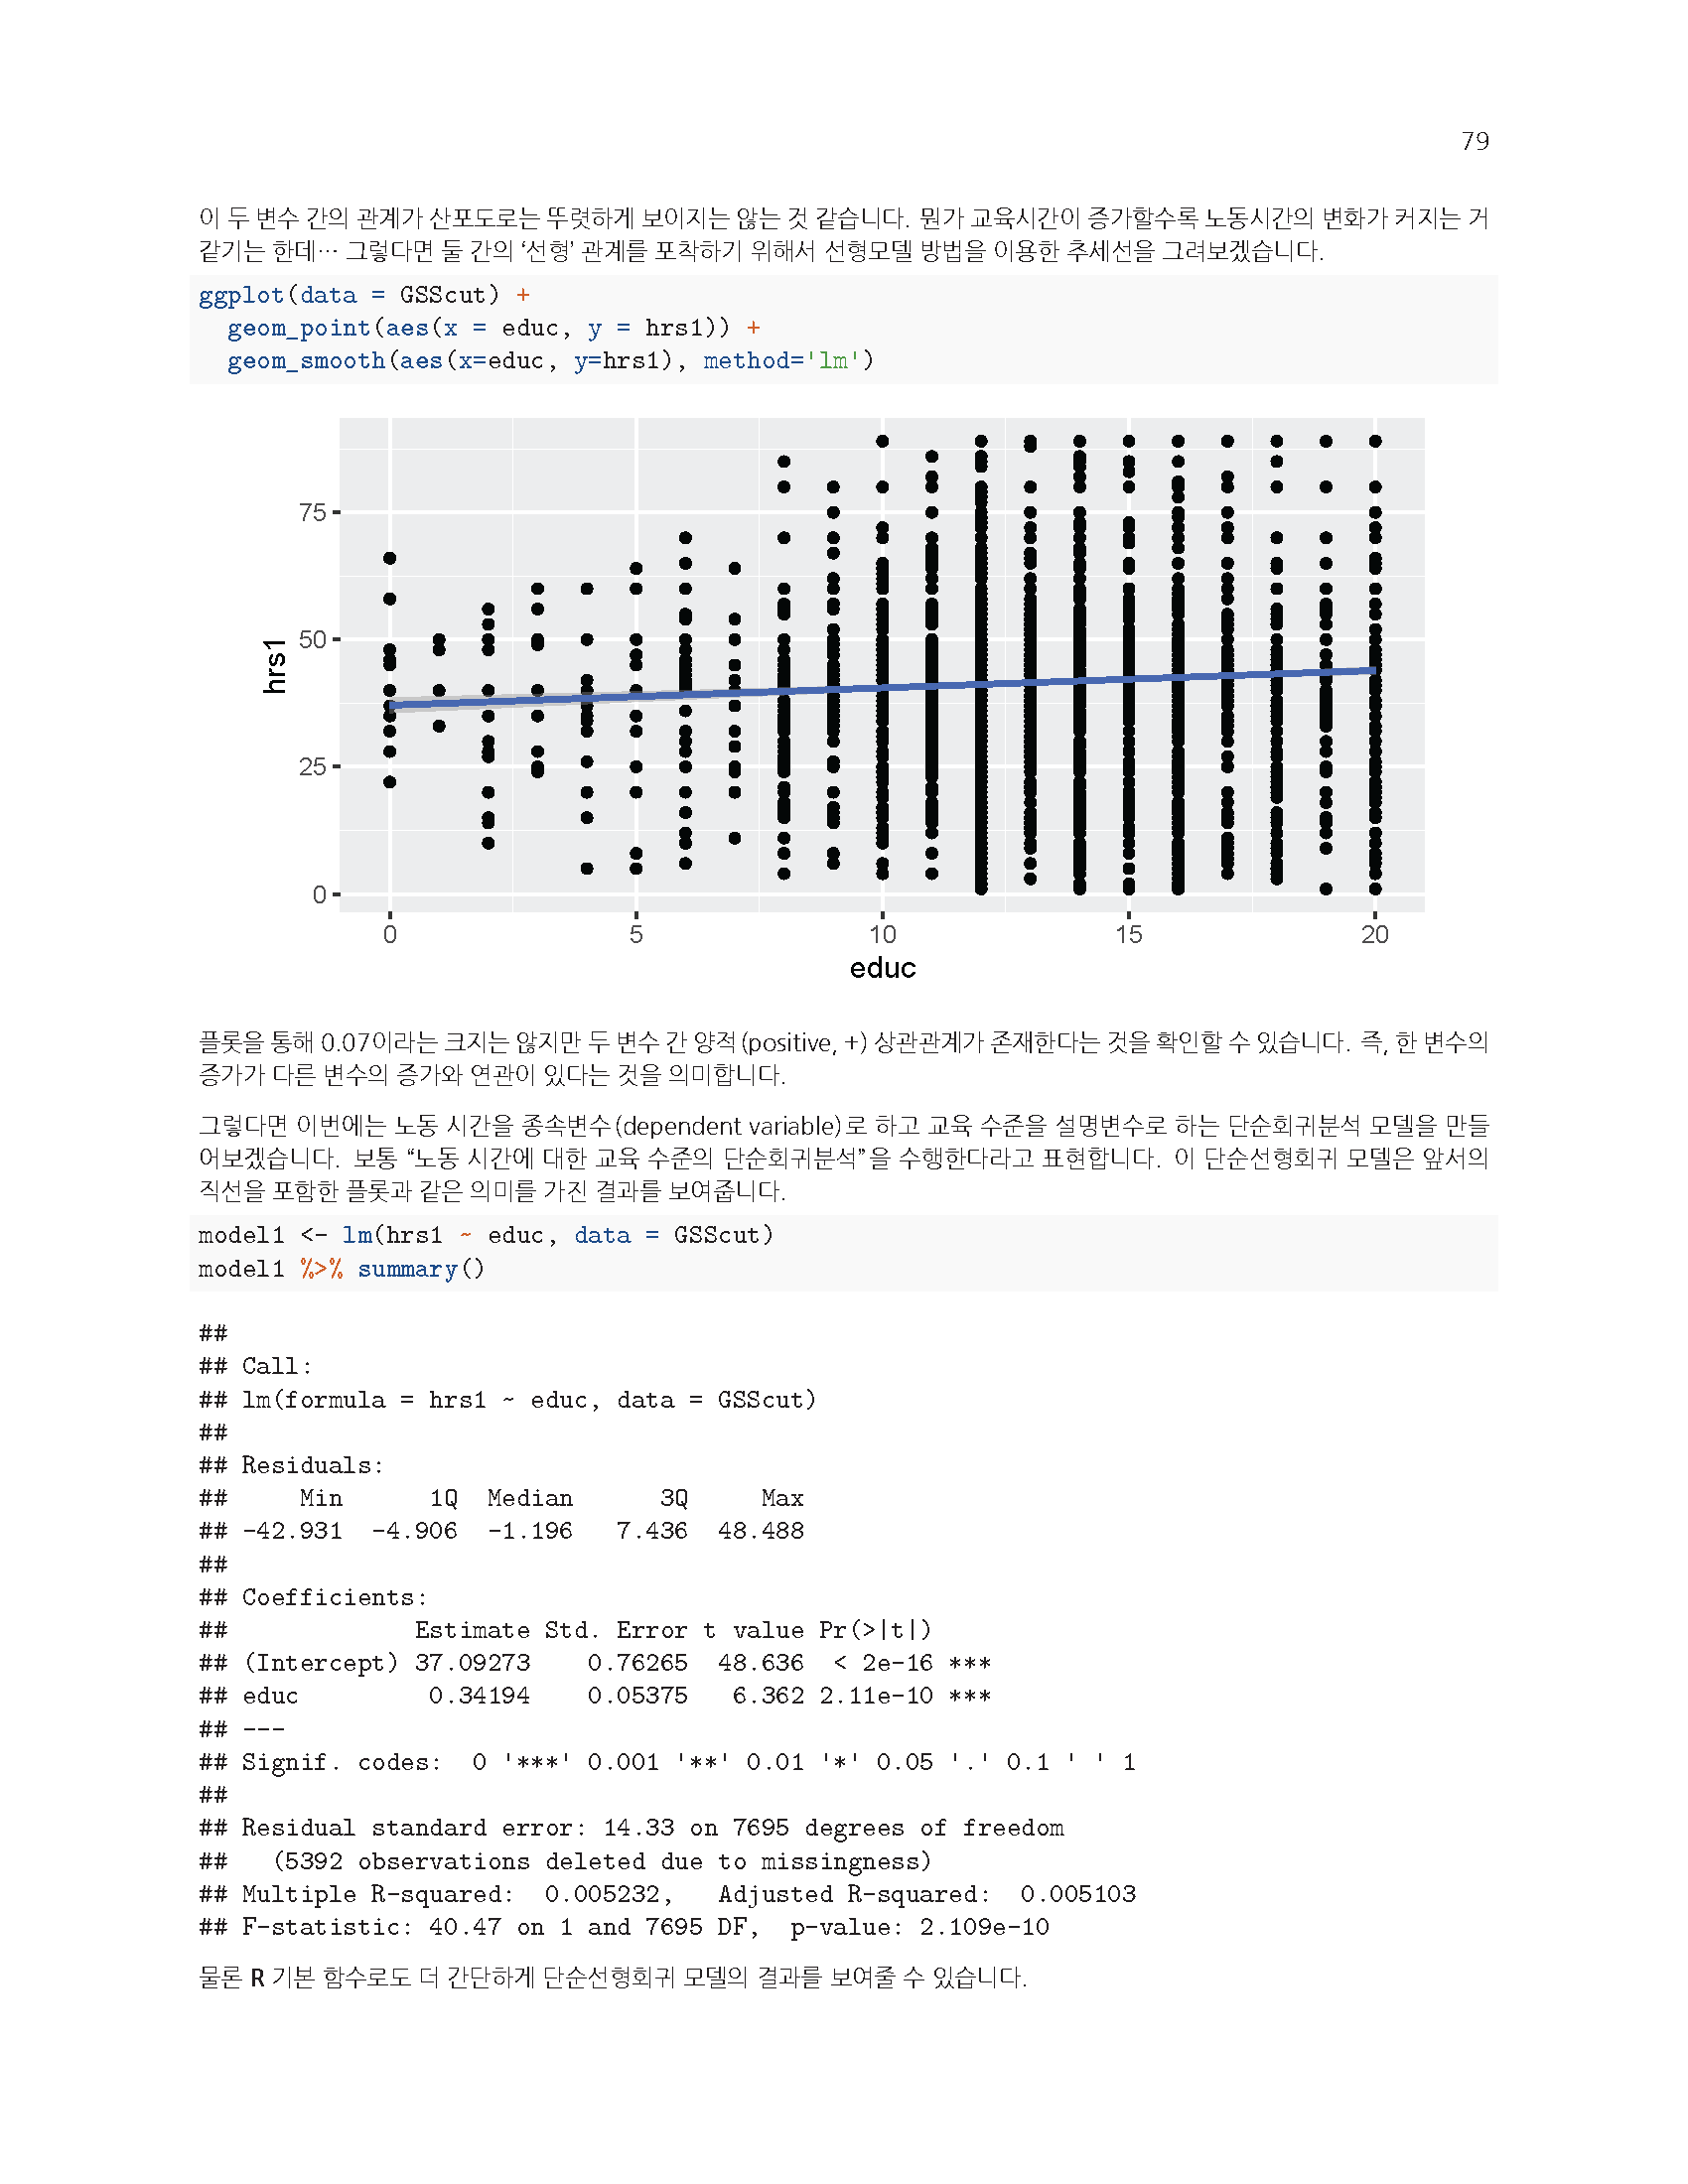 79
이 두 변수 간의 관계가 산포도로는 뚜렷하게 보이지는 않는 것 같습니다. 뭔가 교육시간이 증가할수록 노동시간의 변화가 커지는 거
같기는 한데… 그렇다면 둘 간의 ‘선형’ 관계를 포착하기 위해서 선형모델 방법을 이용한 추세선을 그려보겠습니다.
ggplot(data = GSScut) +
  geom_point(aes(x = educ, y = hrs1)) +
  geom_smooth(aes(x=educ, y=hrs1), method='lm')
75
50
25
0
hrs1
0 5 10 15 20
educ
플롯을 통해 0.07이라는 크지는 않지만 두 변수 간 양적(positive, +) 상관관계가 존재한다는 것을 확인할 수 있습니다. 즉, 한 변수의
증가가 다른 변수의 증가와 연관이 있다는 것을 의미합니다.
그렇다면 이번에는 노동 시간을 종속변수(dependent variable)로 하고 교육 수준을 설명변수로 하는 단순회귀분석 모델을 만들
어보겠습니다. 보통 “노동 시간에 대한 교육 수준의 단순회귀분석”을 수행한다라고 표현합니다. 이 단순선형회귀 모델은 앞서의
직선을 포함한 플롯과 같은 의미를 가진 결과를 보여줍니다.
model1 <- lm(hrs1 ~ educ, data = GSScut)
model1 %>% summary()
##
## Call:
## lm(formula = hrs1 ~ educ, data = GSScut)
##
## Residuals:
##     Min      1Q  Median      3Q     Max
## -42.931  -4.906  -1.196   7.436  48.488
##
## Coefficients:
##             Estimate Std. Error t value Pr(>|t|)
## (Intercept) 37.09273    0.76265  48.636  < 2e-16 ***
## educ         0.34194    0.05375   6.362 2.11e-10 ***
## ---
## Signif. codes:  0 '***' 0.001 '**' 0.01 '*' 0.05 '.' 0.1 ' ' 1
##
## Residual standard error: 14.33 on 7695 degrees of freedom
##   (5392 observations deleted due to missingness)
## Multiple R-squared:  0.005232,   Adjusted R-squared:  0.005103
## F-statistic: 40.47 on 1 and 7695 DF,  p-value: 2.109e-10
물론 R 기본 함수로도 더 간단하게 단순선형회귀 모델의 결과를 보여줄 수 있습니다.